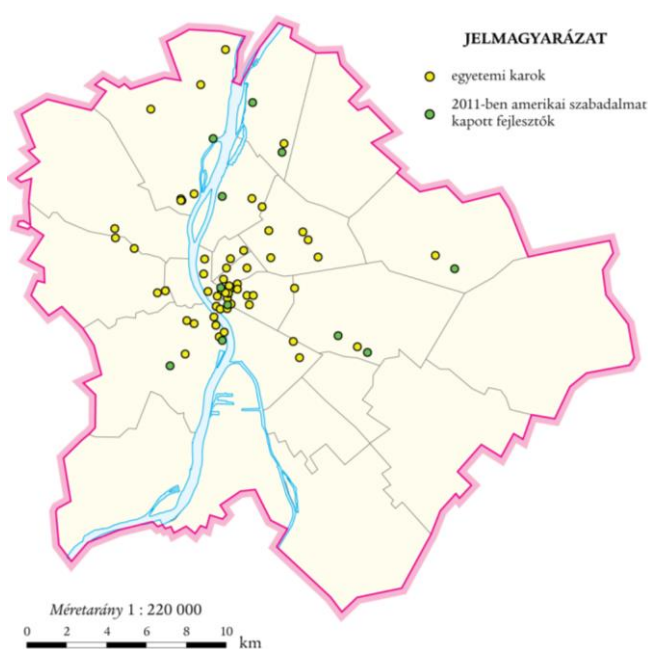 JELMAGYARÁZAT
egyetemi karok
2011-ben amerikai szabadalmat
kapott fejlesztők
Méretarány 1 : 220 000
0 2 4 6 8 10 km